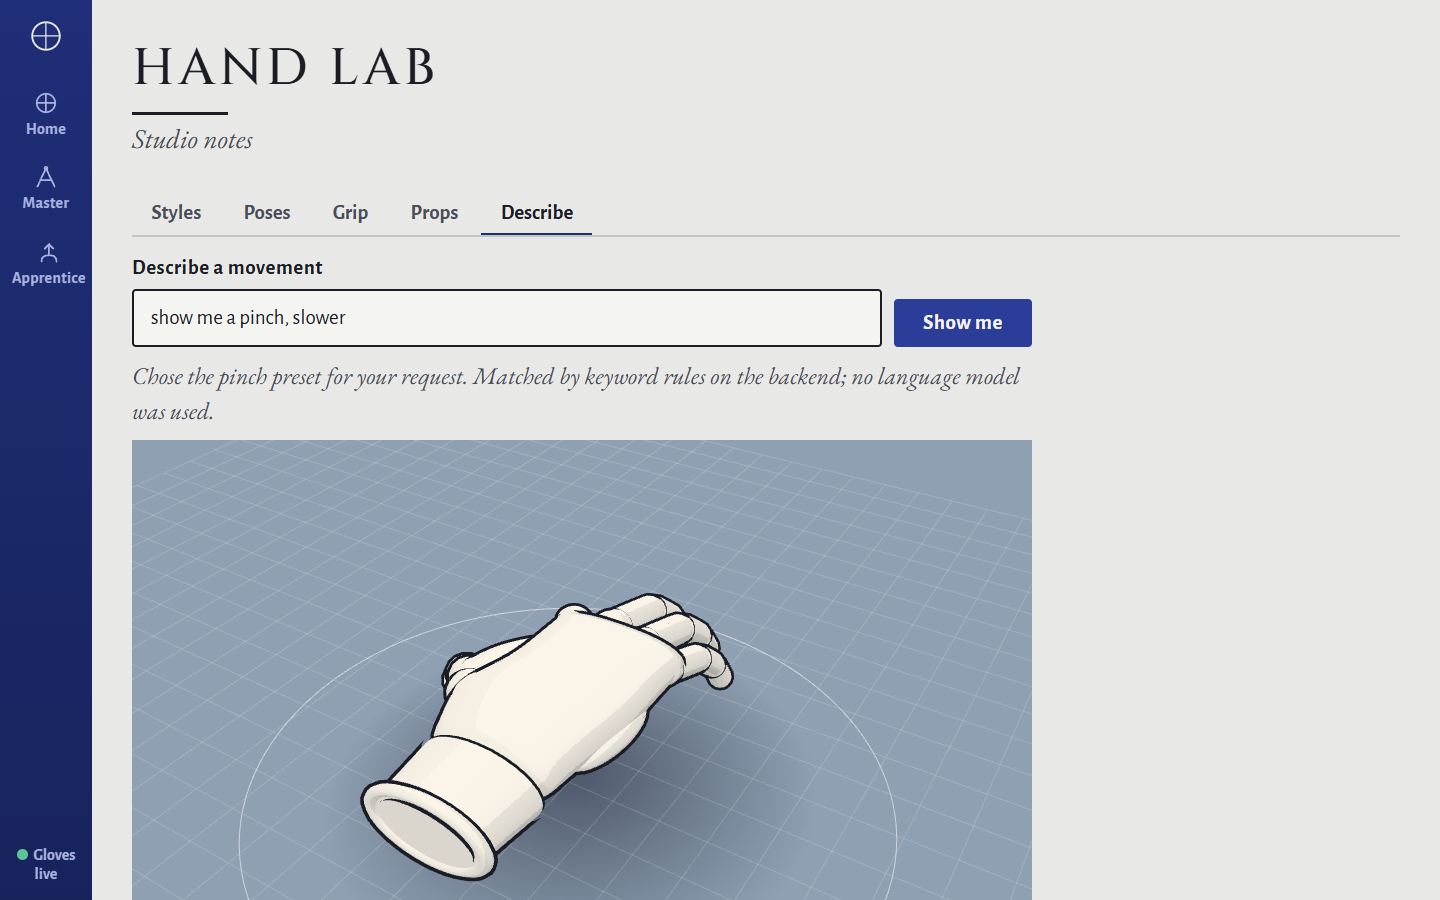 HAND LAB
Studio notes
Home
Master
Apprentice
Styles Poses Grip Props Describe
Describe a movement
show me a pinch, slower
Show me
Chose the pinch preset for your request. Matched by keyword rules on the backend; no language model
was used.
Gloves
live